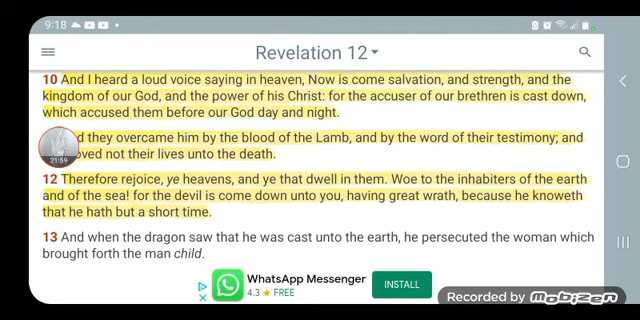 9:18
Revelation 12
10 And I heard a loud voice saying in heaven, Now is come salvation, and strength, and the
kingdom of our God, and the power of his Christ: for the accuser of our brethren is cast down,
which accused them before our God day and night.
d they overcame him by the blood of the Lamb, and by the word of their testimony; and
oved not their lives unto the death.
21:59
12 Therefore rejoice, ye heavens, and ye that dwell in them. Woe to the inhabiters of the earth
and of the sea! for the devil is come down unto you, having great wrath, because he knoweth
that he hath but a short time.
13 And when the dragon saw that he was cast unto the earth, he persecuted the woman which
brought forth the man child.
WhatsApp Messenger
4.3 ★ FREE
INSTALL
Recorded by Mobizen